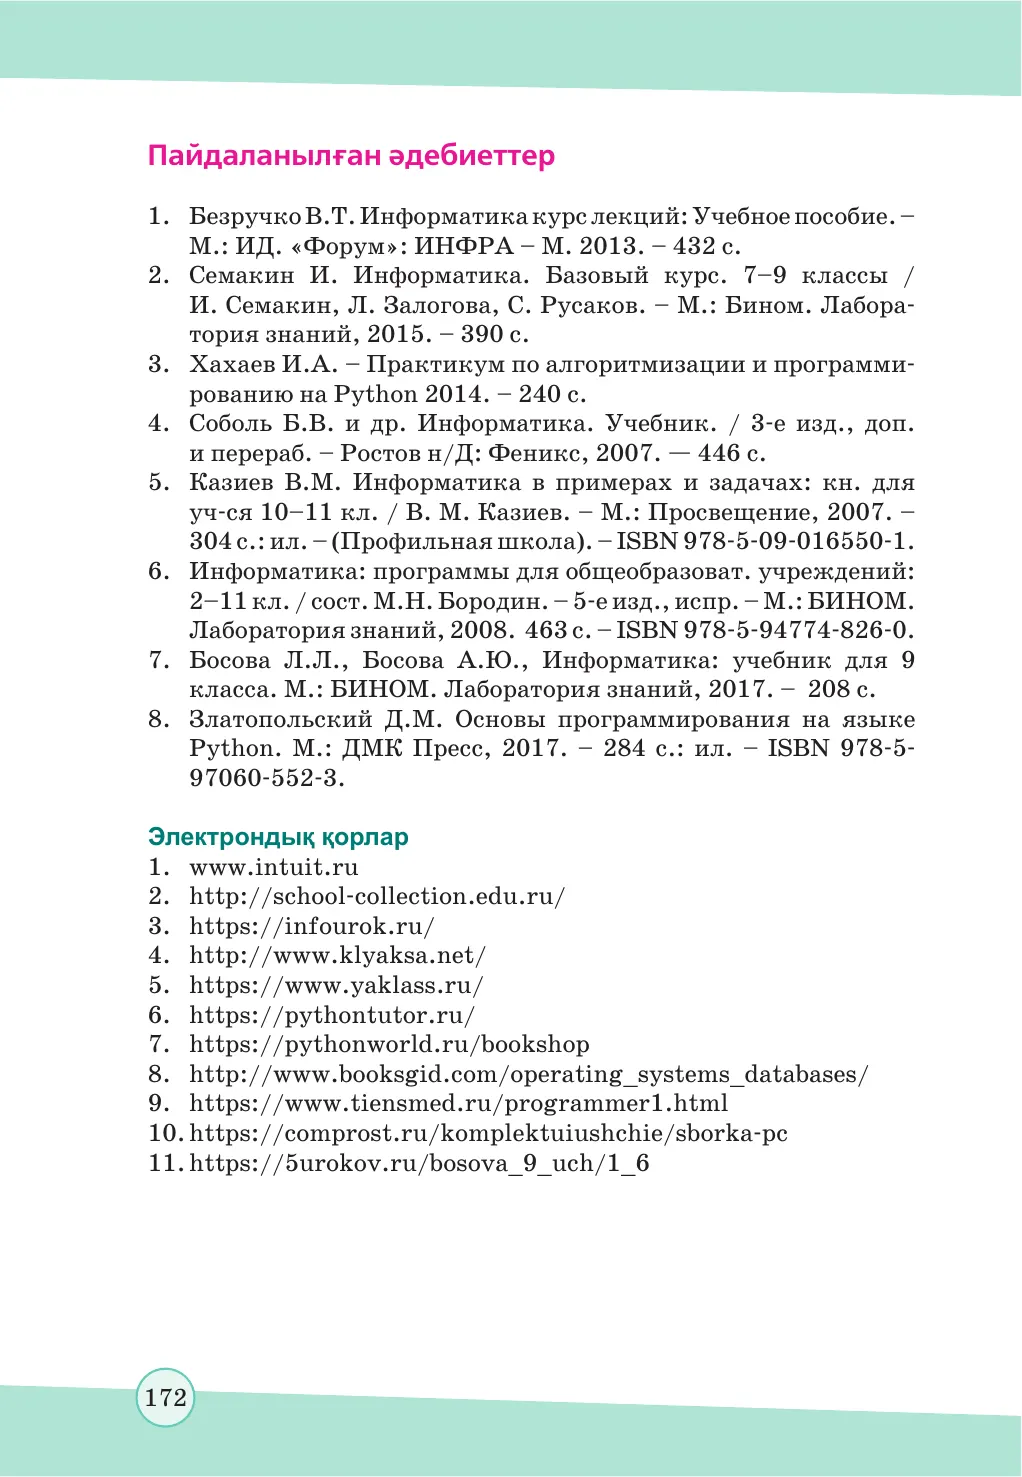 Пайдаланылған әдебиеттер
1. Безручко В.Т. Информатика курс лекций: Учебное пособие. –
М.: ИД. «Форум»: ИНФРА – М. 2013. – 432 с.
2. Семакин И. Информатика. Базовый курс. 7–9 классы /
И. Семакин, Л. Залогова, С. Русаков. – М.: Бином. Лабора-
тория знаний, 2015. – 390 с.
3. Хахаев И.А. – Практикум по алгоритмизации и программи-
рованию на Python 2014. – 240 с.
4. Соболь Б.В. и др. Информатика. Учебник. / 3-е изд., доп.
и перераб. – Ростов н/Д: Феникс, 2007. — 446 с.
5. Казиев В.М. Информатика в примерах и задачах: кн. для
уч-ся 10–11 кл. / В. М. Казиев. – М.: Просвещение, 2007. –
304 с.: ил. – (Профильная школа). – ISBN 978-5-09-016550-1.
6. Информатика: программы для общеобразоват. учреждений:
2–11 кл. / сост. М.Н. Бородин. – 5-е изд., испр. – М.: БИНОМ.
Лаборатория знаний, 2008. 463 с. – ISBN 978-5-94774-826-0.
7. Босова Л.Л., Босова А.Ю., Информатика: учебник для 9
класса. М.: БИНОМ. Лаборатория знаний, 2017. – 208 с.
8. Златопольский Д.М. Основы программирования на языке
Python. М.: ДМК Пресс, 2017. – 284 с.: ил. – ISBN 978-5-
97060-552-3.
Электрондық қорлар
1. www.intuit.ru
2. http://school-collection.edu.ru/
3. https://infourok.ru/
4. http://www.klyaksa.net/
5. https://www.yaklass.ru/
6. https://pythontutor.ru/
7. https://pythonworld.ru/bookshop
8. http://www.booksgid.com/operating_systems_databases/
9. https://www.tiensmed.ru/programmer1.html
10. https://comprost.ru/komplektuiushchie/sborka-pc
11. https://5urokov.ru/bosova_9_uch/1_6
172